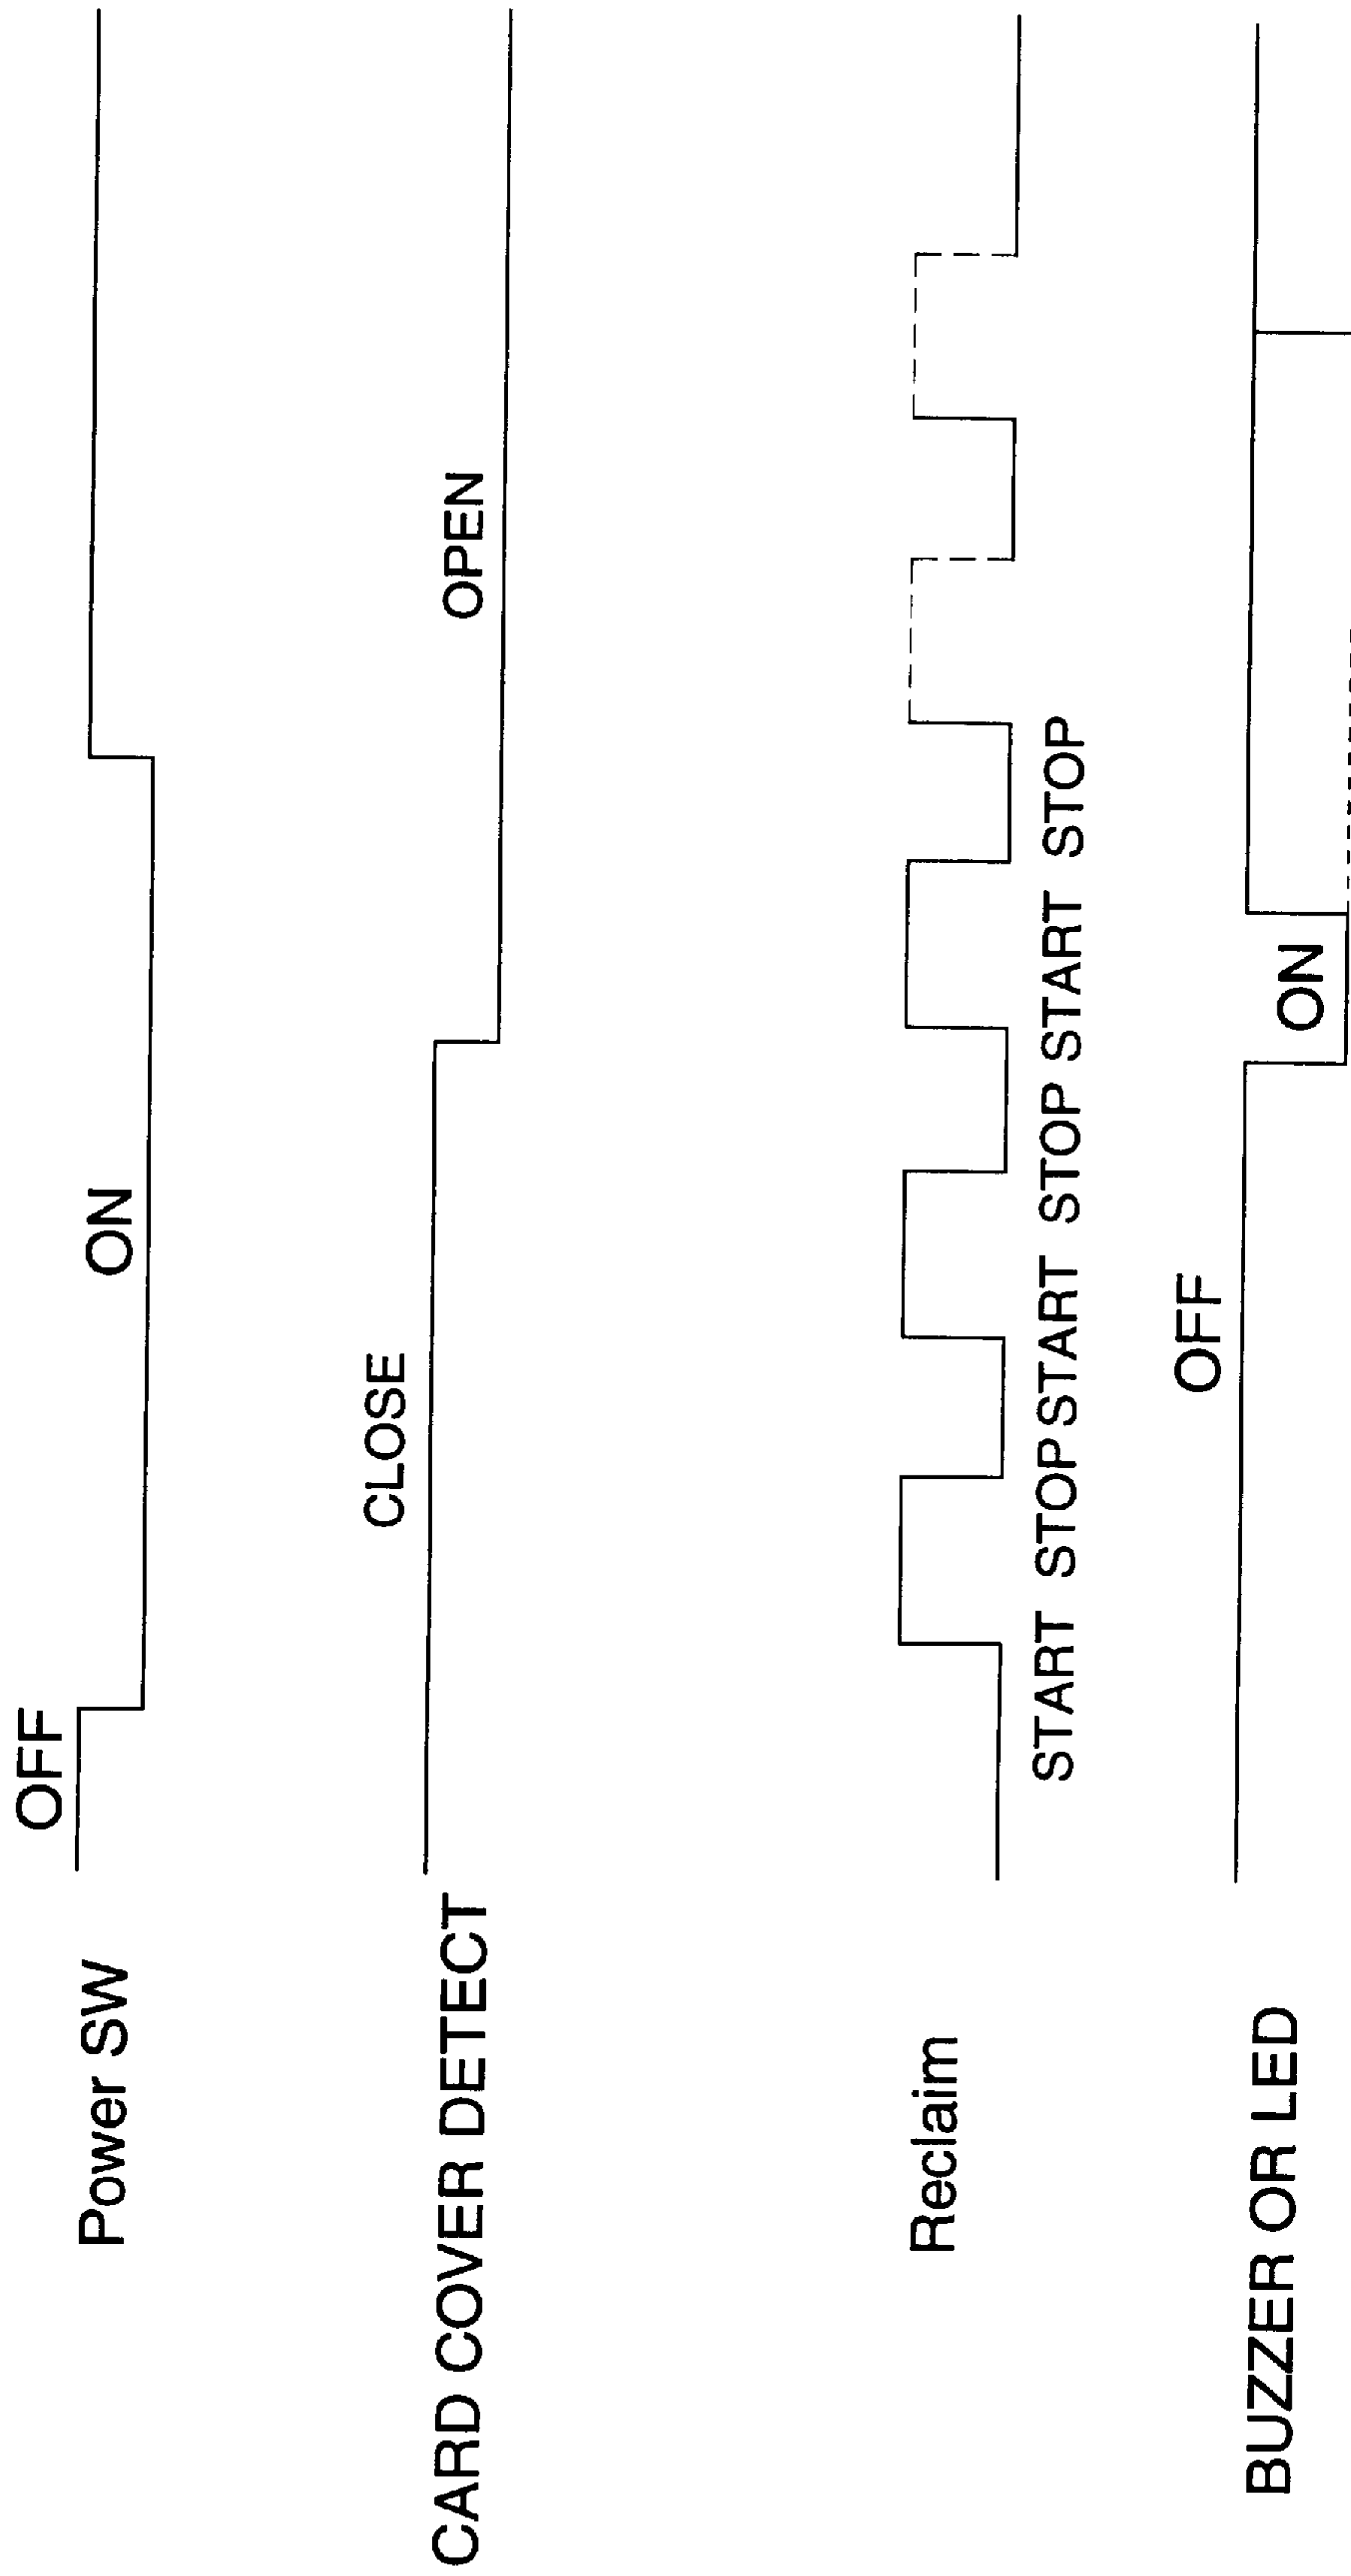 OFF
Power SW
ON
CLOSE
OPEN
CARD COVER DETECT
Reclaim
START STOP START STOP START STOP
OFF
BUZZER OR LED
ON